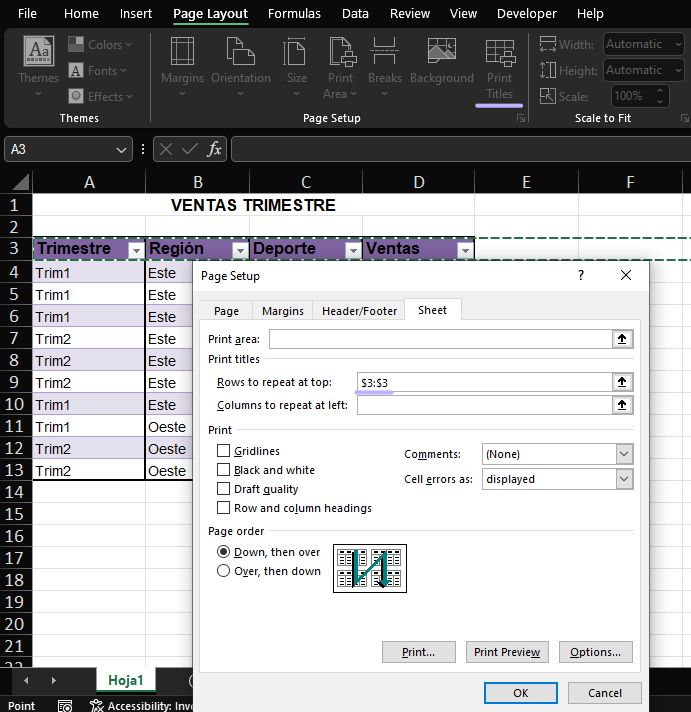 File Home Insert Page Layout Formulas Data Review View Developer Help
Colors
Aa
A Fonts
Effects
Themes
Margins Orientation Size Print Area Breaks Background Print Titles
Width: Automatic
Height: Automatic
Scale: 100%
Themes Page Setup Scale to Fit
A3 fx
A B C D E F
1 VENTAS TRIMESTRE
2
3 Trimestre Región Deporte Ventas
4 Trim1 Este
5 Trim1 Este
6 Trim1 Este
7 Trim2 Este
8 Trim2 Este
9 Trim2 Este
10 Trim1 Este
11 Trim1 Oeste
12 Trim2 Oeste
13 Trim2 Oeste
14
15
16
17
18
19
20
21
22
Page Setup ?
Page Margins Header/Footer Sheet
Print area:
Print titles
Rows to repeat at top: $3:$3
Columns to repeat at left:
Print
Gridlines
Black and white
Draft quality
Row and column headings
Comments: (None)
Cell errors as: displayed
Page order
Down, then over
Over, then down
Print... Print Preview Options...
OK Cancel
Hoja1
Point Accessibility: Inve